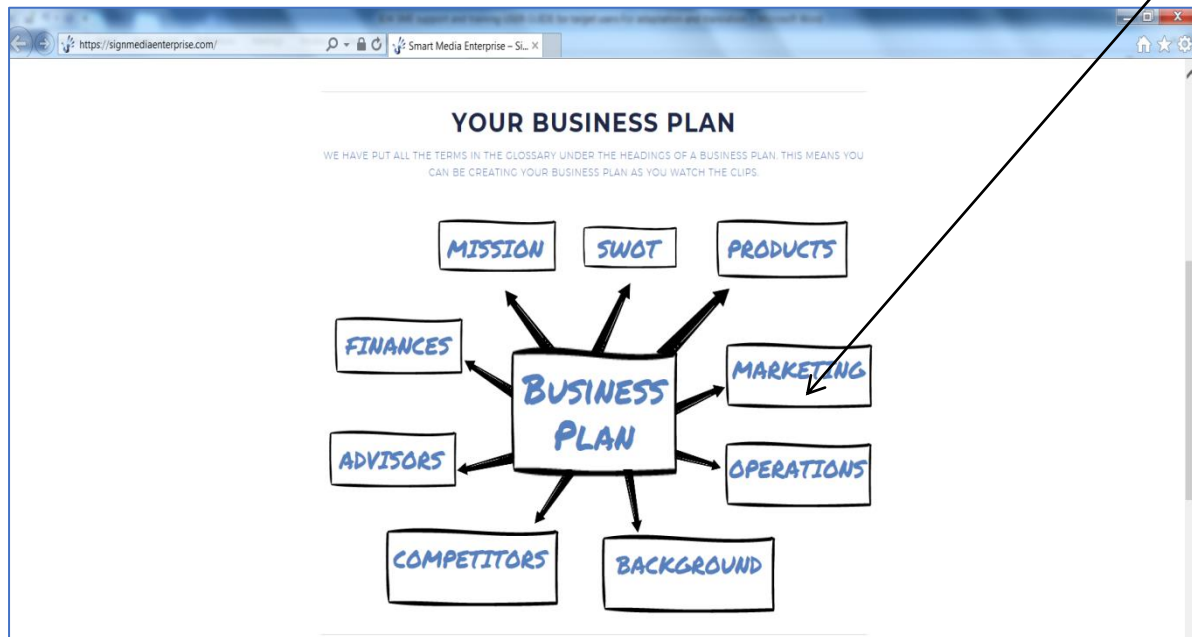 https://signmediaenterprise.com/
Smart Media Enterprise – Si...
YOUR BUSINESS PLAN
WE HAVE PUT ALL THE TERMS IN THE GLOSSARY UNDER THE HEADINGS OF A BUSINESS PLAN. THIS MEANS YOU
CAN BE CREATING YOUR BUSINESS PLAN AS YOU WATCH THE CLIPS.
MISSION
SWOT
PRODUCTS
FINANCES
MARKETING
BUSINESS
PLAN
ADVISORS
OPERATIONS
COMPETITORS
BACKGROUND